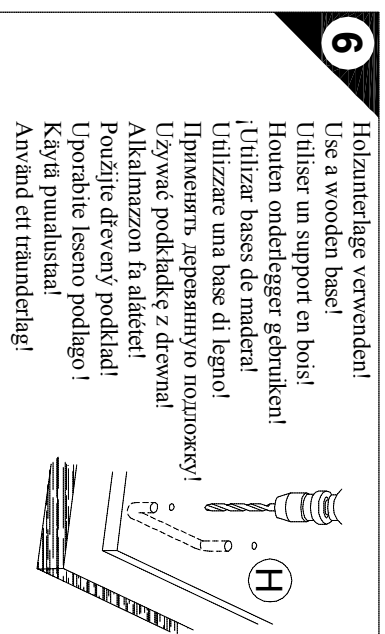 6
Holzunterlage verwenden!
Use a wooden base!
Utiliser un support en bois!
Houten onderlegger gebruiken!
¡Utilizar bases de madera!
Utilizzare una base di legno!
Применять деревянную подложку!
Używać podkładkę z drewna!
Alkalmazzon fa alátétet!
Použijte dřevený podklad!
Uporabite leseno podlago !
Käytä puualustaa!
Använd ett träunderlag!
H